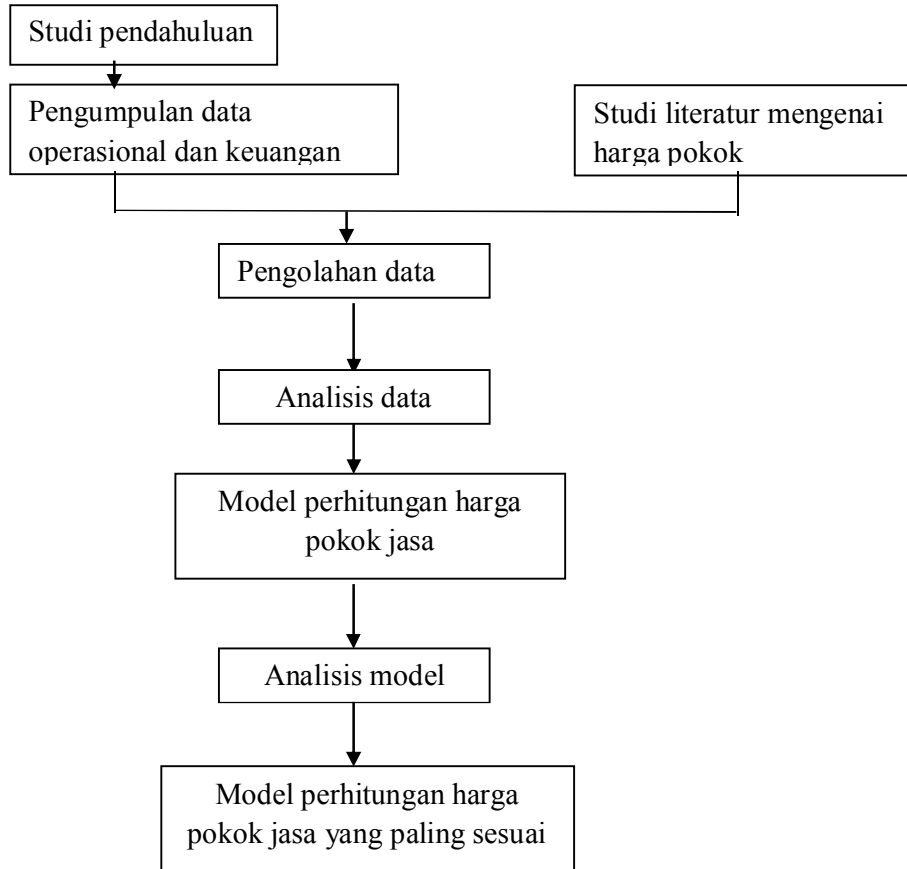 Studi pendahuluan
Pengumpulan data
operasional dan keuangan
Studi literatur mengenai
harga pokok
Pengolahan data
Analisis data
Model perhitungan harga
pokok jasa
Analisis model
Model perhitungan harga
pokok jasa yang paling sesuai